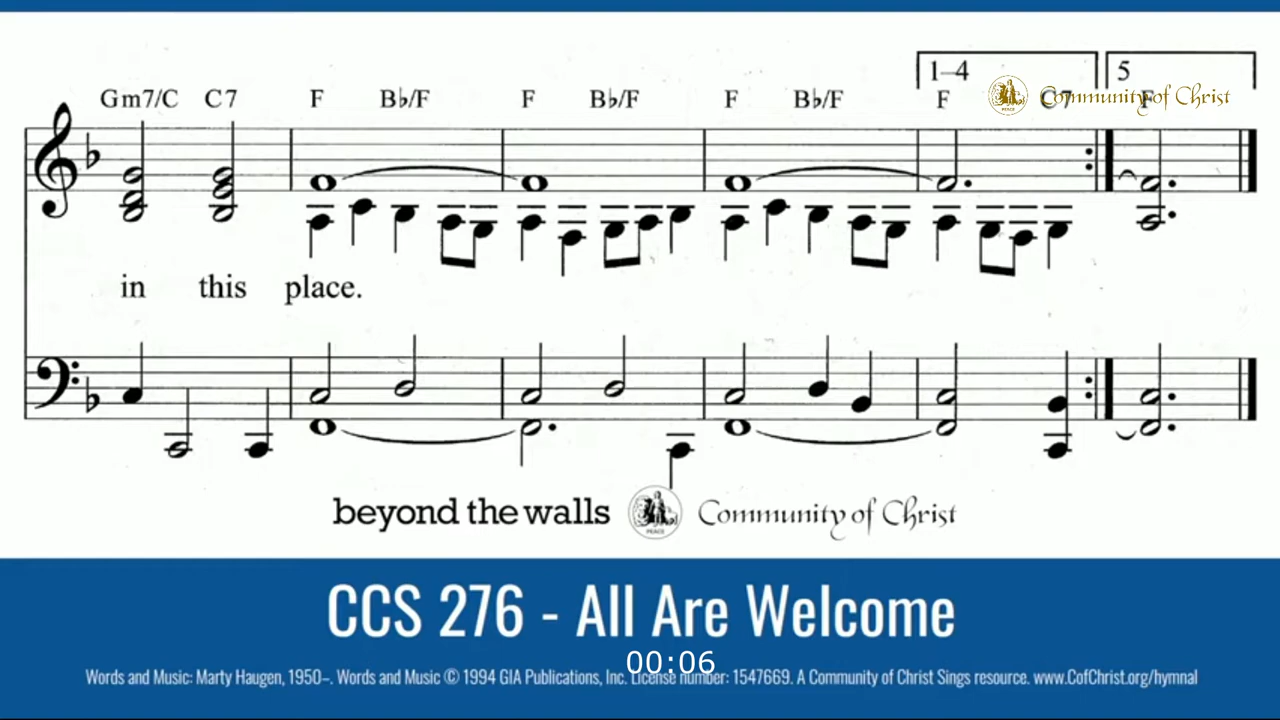 1–4 5
Gm7/C C7 F B♭/F F B♭/F F B♭/F F C7 F
Community of Christ
in this place.
beyond the walls PEACE Community of Christ
CCS 276 - All Are Welcome
00:06
Words and Music: Marty Haugen, 1950–. Words and Music © 1994 GIA Publications, Inc. License number: 1547669. A Community of Christ Sings resource. www.CofChrist.org/hymnal